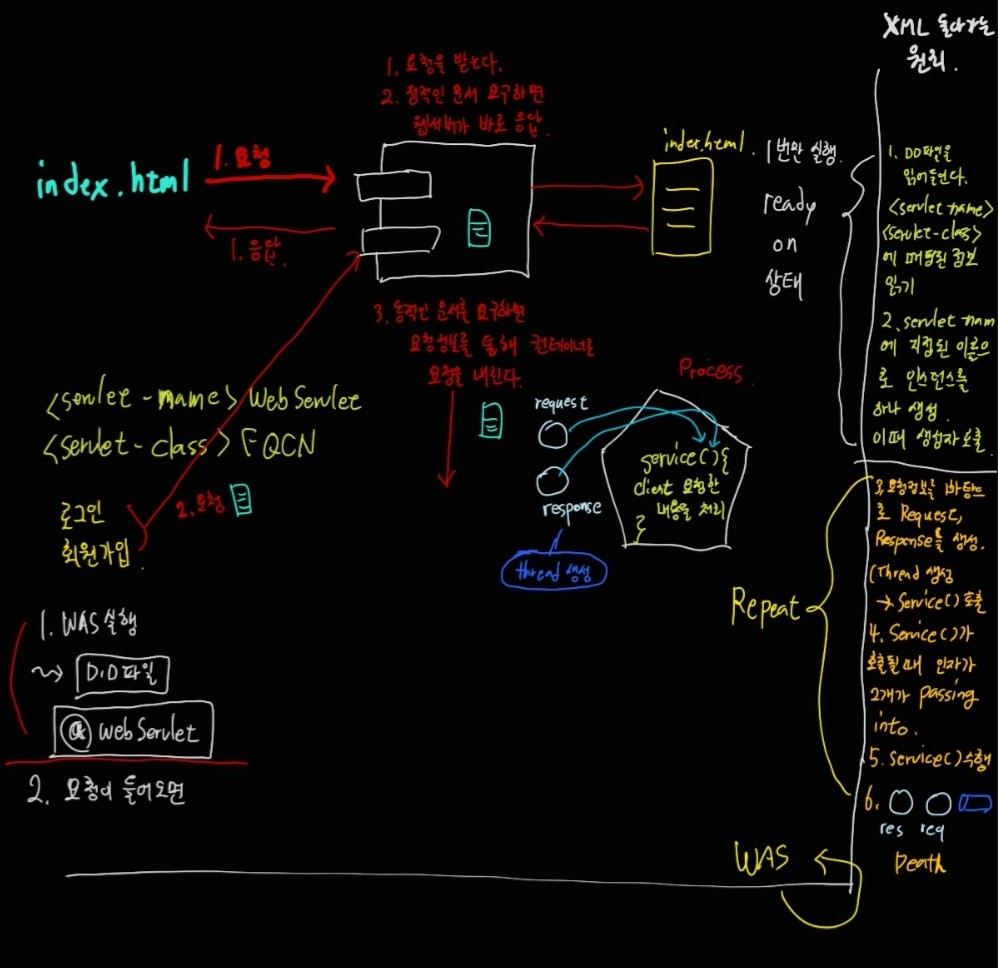 XML 돌아가는
원리.
1. 요청을 받는다.
2. 정적인 문서 요구하면
웹서버가 바로 응답.
index.html
1. 요청
1. 응답.
index.html.
1번만 실행.
ready
on
상태
3. 동적인 문서를 요구하면
요청정보를 통해 컨테이너로
요청을 내린다.
<servlet-name> WebServlet
<servlet-class> FQCN
로그인
회원가입.
2. 요청
request
response
thread 생성
Process.
service(){
client 요청한
내용을 처리
}
1. WAS 실행
D.D 파일
@ WebServlet
2. 요청이 들어오면
Repeat
WAS
1. DD파일을
읽어들인다.
<servlet name>
<servlet-class>
에 매핑된 정보
읽기
2. servlet nam
에 지정된 이름으
로 인스턴스를
하나 생성.
이때 생성자호출.
3. 요청정보를 바탕으
로 Request,
Response를 생성.
(Thread 생성
→ Service() 호출
4. Service()가
호출될때 인자가
2개가 passing
into.
5. Service() 수행
6.
res req
Death